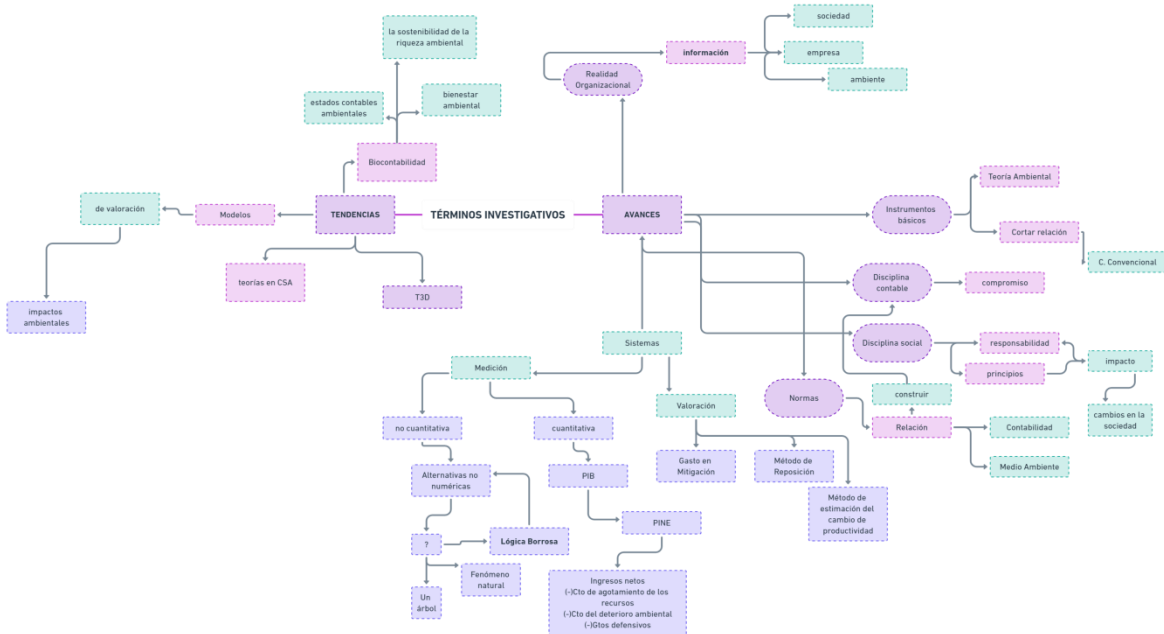 sociedad
la sostenibilidad de la
riqueza ambiental
información
empresa
Realidad
Organizacional
ambiente
bienestar
ambiental
estados contables
ambientales
Biocontabilidad
Teoría Ambiental
de valoración
Modelos
TENDENCIAS
TÉRMINOS INVESTIGATIVOS
AVANCES
Instrumentos
básicos
Cortar relación
C. Convencional
teorías en CSA
T3D
Disciplina
contable
compromiso
impactos
ambientales
Sistemas
Disciplina social
responsabilidad
impacto
principios
Medición
construir
Valoración
Normas
cambios en la
sociedad
no cuantitativa
cuantitativa
Relación
Contabilidad
Gasto en
Mitigación
Método de
Reposición
Medio Ambiente
Alternativas no
numéricas
PIB
Método de
estimación del
cambio de
productividad
PINE
?
Lógica Borrosa
Fenómeno
natural
Un
árbol
Ingresos netos
(-)Cto de agotamiento de los
recursos
(-)Cto del deterioro ambiental
(-)Gtos defensivos